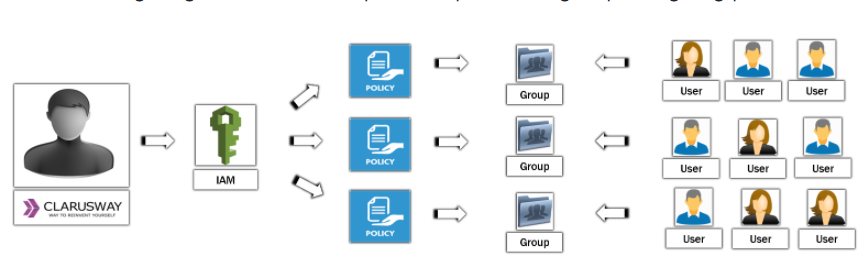 POLICY
Group
User User User
CLARUSWAY
WAY TO REINVENT YOURSELF
IAM
POLICY
Group
User User User
POLICY
Group
User User User